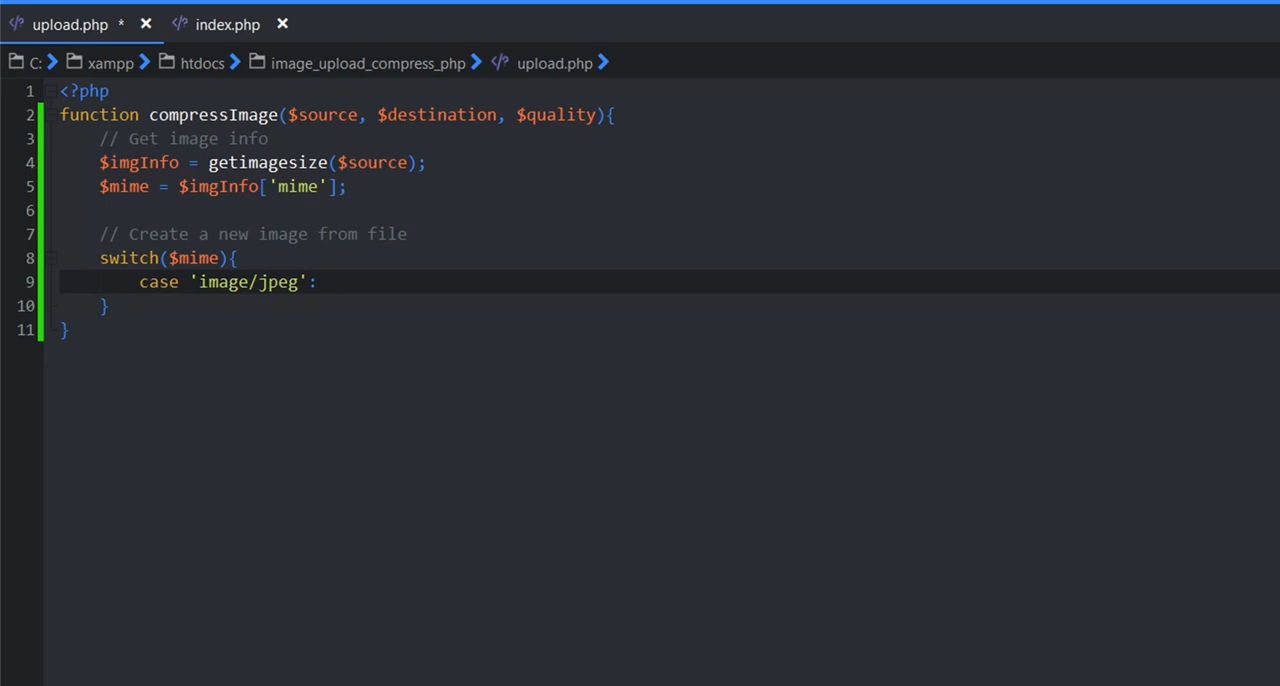 upload.php * × index.php ×
C: xampp htdocs image_upload_compress_php upload.php
1 <?php
2 function compressImage($source, $destination, $quality){
3 // Get image info
4 $imgInfo = getimagesize($source);
5 $mime = $imgInfo['mime'];
6
7 // Create a new image from file
8 switch($mime){
9 case 'image/jpeg':
10 }
11 }